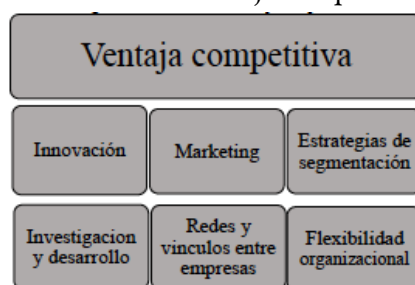 Ventaja competitiva
Innovación
Marketing
Estrategias de
segmentación
Investigacion
y desarrollo
Redes y
vinculos entre
empresas
Flexibilidad
organizacional